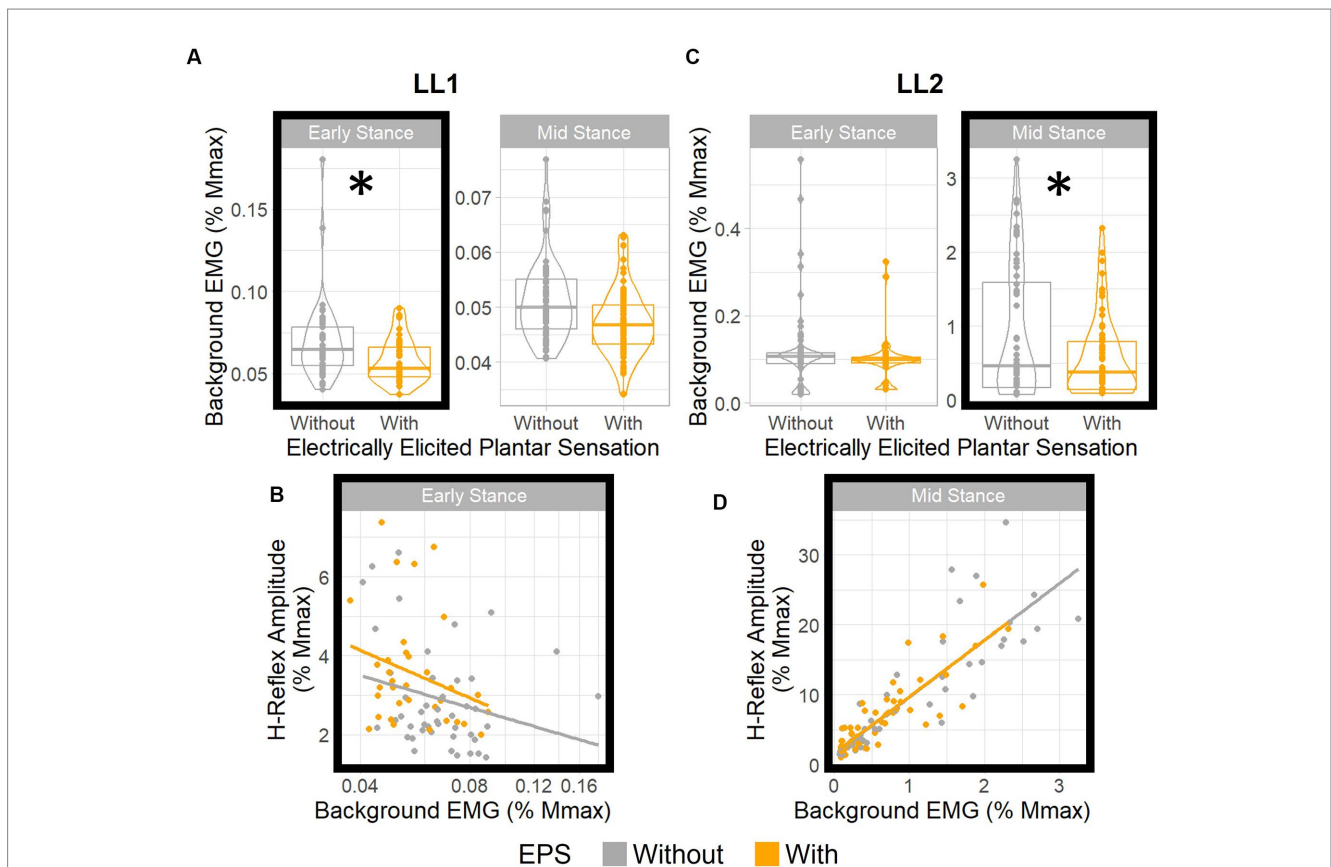 A
LL1
C
LL2
Early Stance
Mid Stance
Early Stance
Mid Stance
Background EMG (% Mmax)
0.15
0.10
0.05
*
0.07
0.06
0.05
0.04
Background EMG (% Mmax)
0.4
0.2
0.0
3
2
1
0
*
Without
With
Without
With
Without
With
Without
With
Electrically Elicited Plantar Sensation
Electrically Elicited Plantar Sensation
B
Early Stance
H-Reflex Amplitude
(% Mmax)
6
4
2
0.04
0.08
0.12
0.16
Background EMG (% Mmax)
D
Mid Stance
H-Reflex Amplitude
(% Mmax)
30
20
10
0
0
1
2
3
Background EMG (% Mmax)
EPS
Without
With